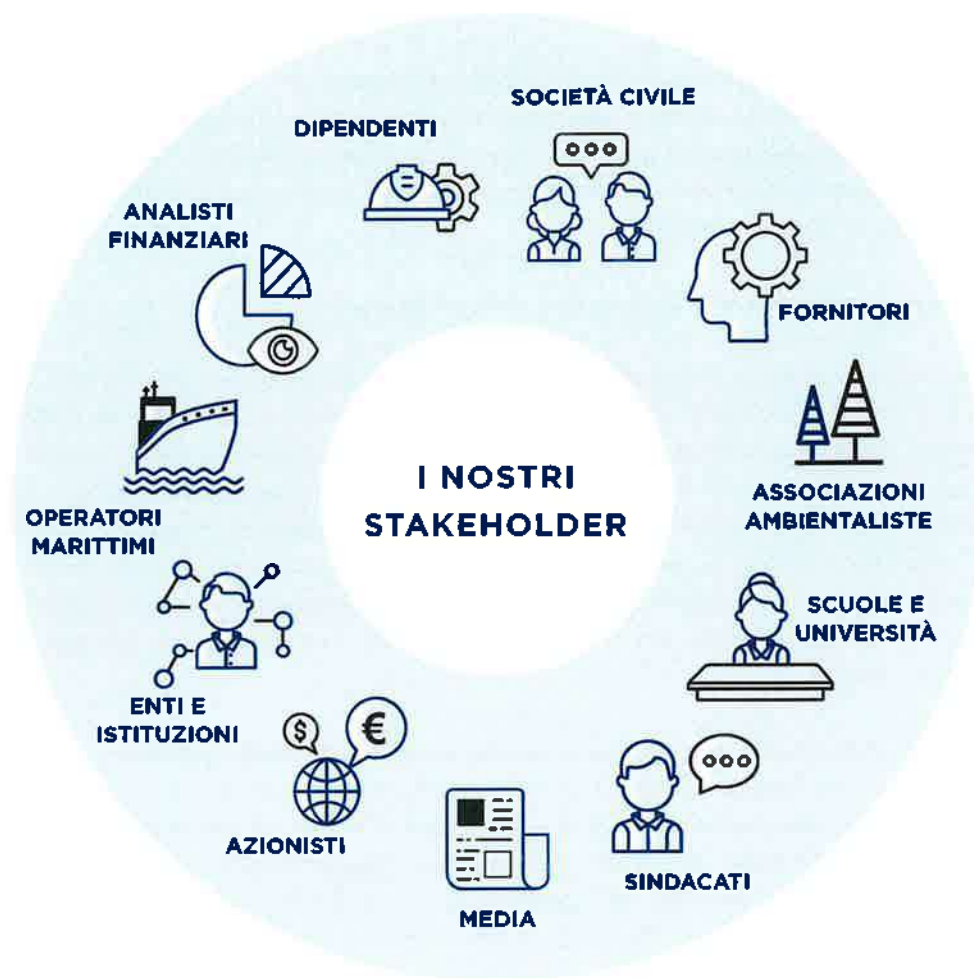 SOCIETÀ CIVILE
DIPENDENTI
ANALISTI
FINANZIARI
FORNITORI
I NOSTRI
STAKEHOLDER
ASSOCIAZIONI
AMBIENTALISTE
OPERATORI
MARITTIMI
SCUOLE E
UNIVERSITÀ
ENTI E
ISTITUZIONI
$
€
AZIONISTI
SINDACATI
MEDIA